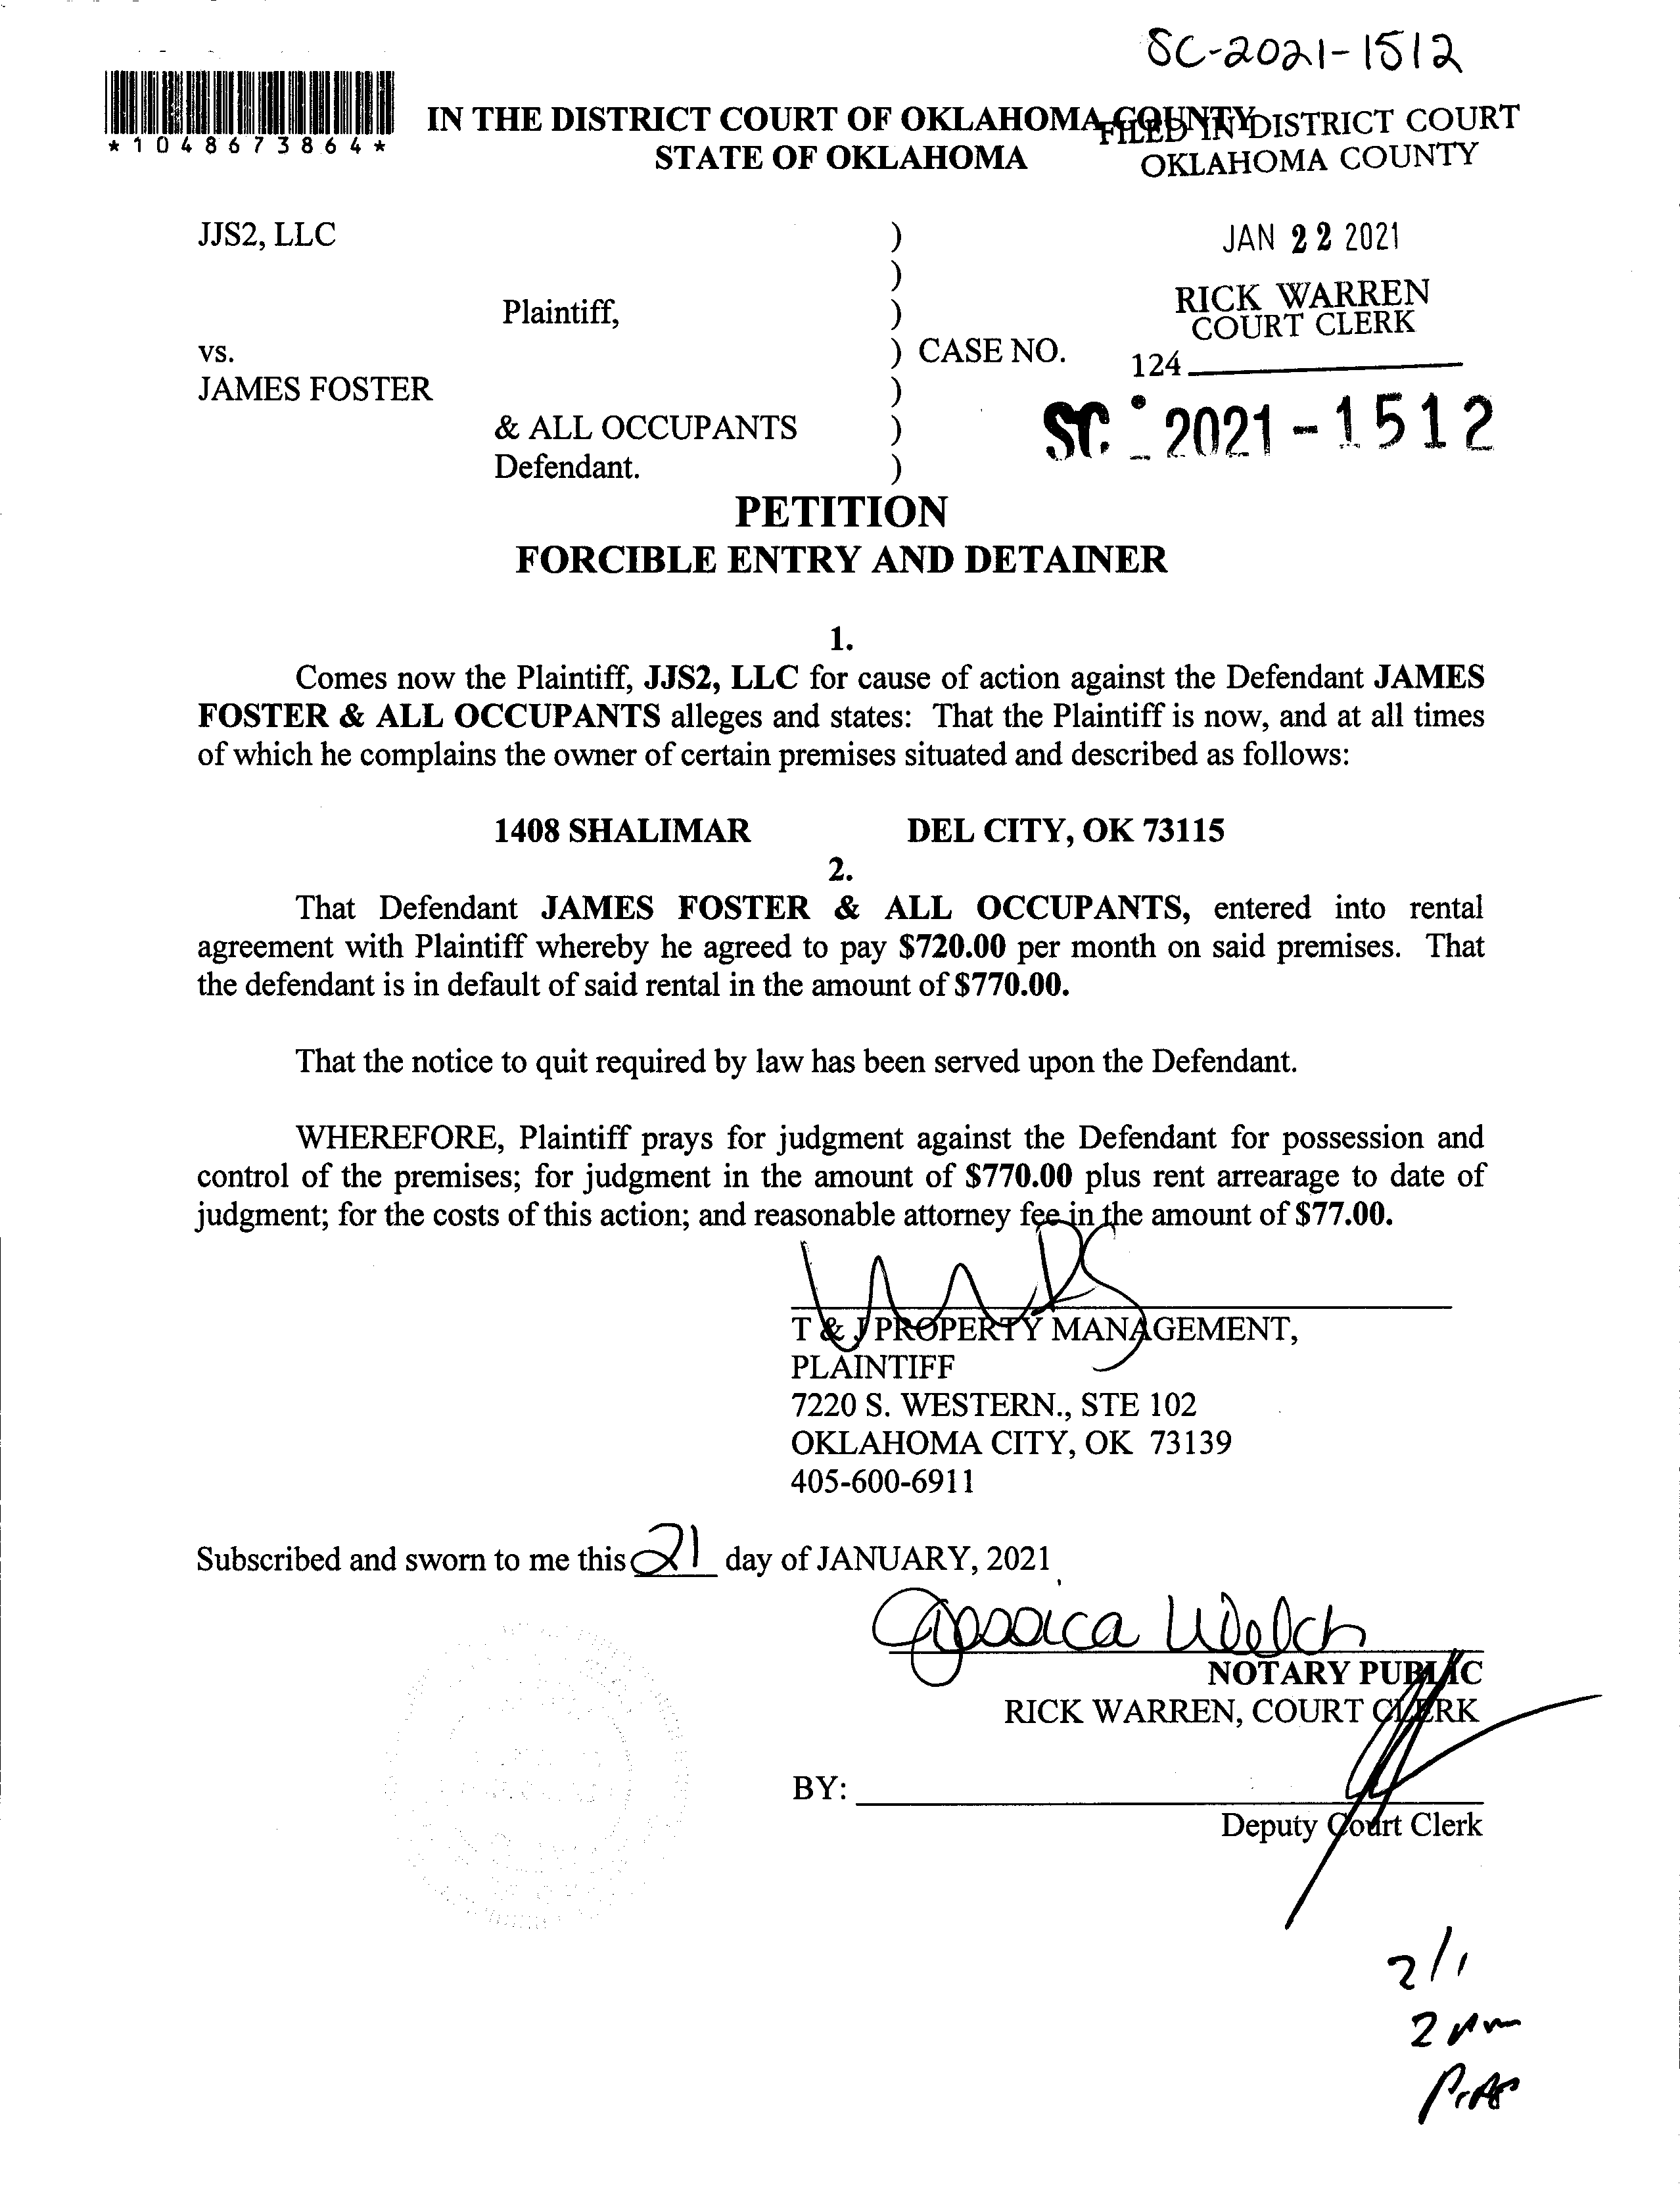 SC-2021-1512
*1048673864*
IN THE DISTRICT COURT OF OKLAHOMA COUNTY
STATE OF OKLAHOMA
FILED IN DISTRICT COURT
OKLAHOMA COUNTY
JAN 22 2021
RICK WARREN
COURT CLERK
124
JJS2, LLC )
)
Plaintiff, )
vs. ) CASE NO.
JAMES FOSTER )
& ALL OCCUPANTS )
Defendant. )
SC - 2021-1512
PETITION
FORCIBLE ENTRY AND DETAINER
1.
Comes now the Plaintiff, JJS2, LLC for cause of action against the Defendant JAMES
FOSTER & ALL OCCUPANTS alleges and states: That the Plaintiff is now, and at all times
of which he complains the owner of certain premises situated and described as follows:
1408 SHALIMAR DEL CITY, OK 73115
2.
That Defendant JAMES FOSTER & ALL OCCUPANTS, entered into rental
agreement with Plaintiff whereby he agreed to pay $720.00 per month on said premises. That
the defendant is in default of said rental in the amount of $770.00.
That the notice to quit required by law has been served upon the Defendant.
WHEREFORE, Plaintiff prays for judgment against the Defendant for possession and
control of the premises; for judgment in the amount of $770.00 plus rent arrearage to date of
judgment; for the costs of this action; and reasonable attorney fee in the amount of $77.00.
T & J PROPERTY MANAGEMENT,
PLAINTIFF
7220 S. WESTERN., STE 102
OKLAHOMA CITY, OK 73139
405-600-6911
Subscribed and sworn to me this 21 day of JANUARY, 2021
Jessica Welch
NOTARY PUBLIC
RICK WARREN, COURT CLERK
BY:
Deputy Court Clerk
2/1
2 pm